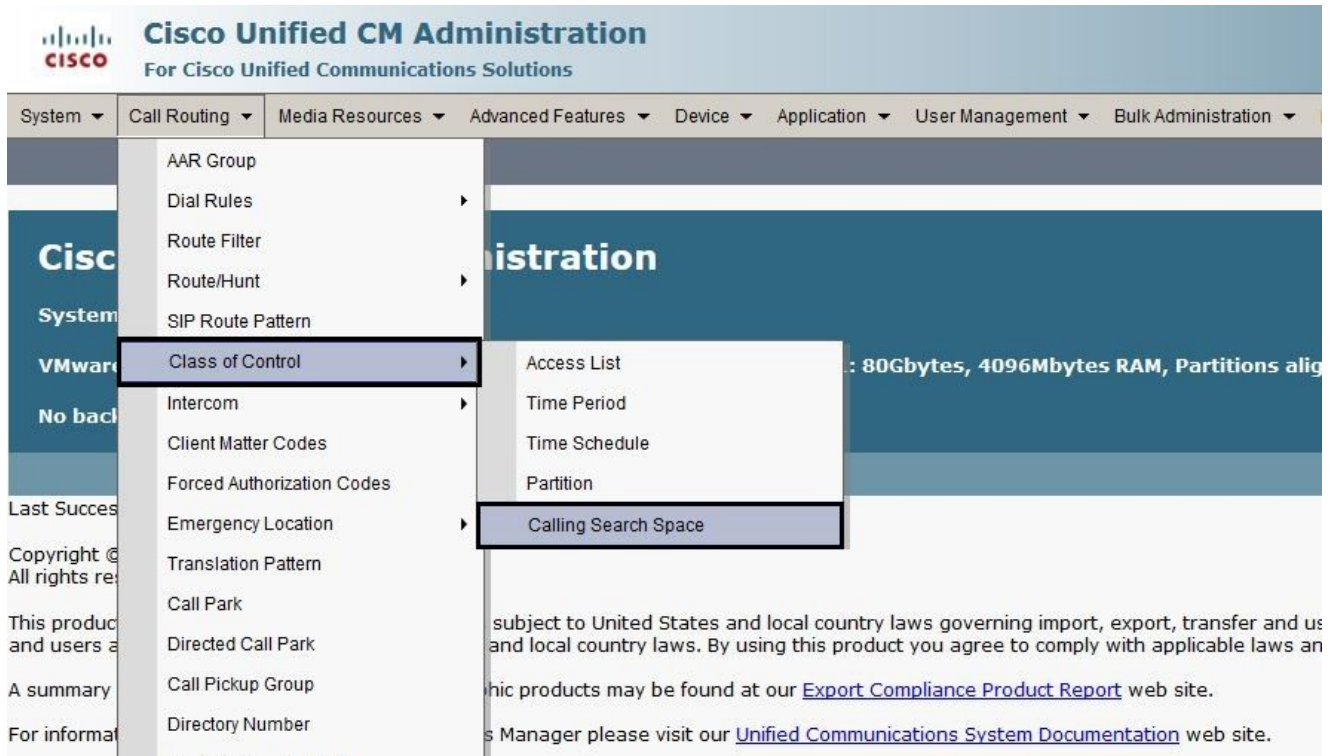 CISCO
Cisco Unified CM Administration
For Cisco Unified Communications Solutions
System Call Routing Media Resources Advanced Features Device Application User Management Bulk Administration
AAR Group
Dial Rules
Route Filter
Route/Hunt
SIP Route Pattern
Class of Control
Intercom
Client Matter Codes
Forced Authorization Codes
Emergency Location
Translation Pattern
Call Park
Directed Call Park
Call Pickup Group
Directory Number
Access List
Time Period
Time Schedule
Partition
Calling Search Space
Cisc istration
System
VMware : 80Gbytes, 4096Mbytes RAM, Partitions alig
No back
Last Succes
Copyright ©
All rights re
This produc subject to United States and local country laws governing import, export, transfer and us
and users a and local country laws. By using this product you agree to comply with applicable laws an
A summary hic products may be found at our Export Compliance Product Report web site.
For informat s Manager please visit our Unified Communications System Documentation web site.